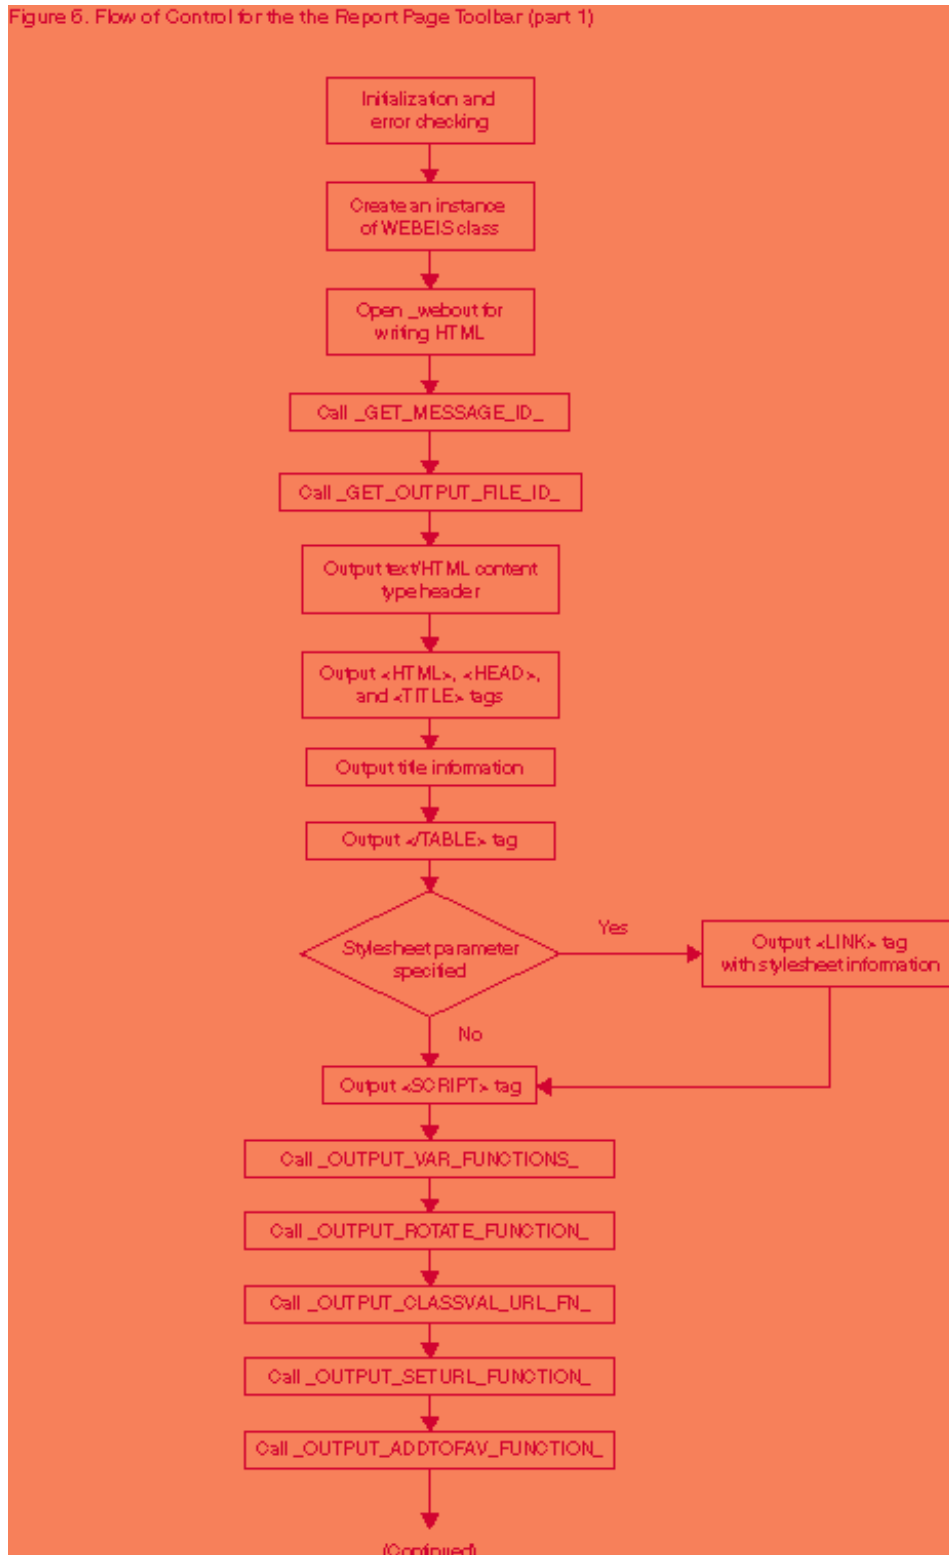 Figure 6. Flow of Control for the the Report Page Toolbar (part 1)
Initialization and
error checking
Create an instance
of WEBEIS class
Open _webout for
writing HTML
Call _GET_MESSAGE_ID_
Call _GET_OUTPUT_FILE_ID_
Output text/HTML content
type header
Output <HTML>, <HEAD>,
and <TITLE> tags
Output title information
Output </TABLE> tag
Stylesheet parameter
specified
Yes
Output <LINK> tag
with stylesheet information
No
Output <SCRIPT> tag
Call _OUTPUT_VAR_FUNCTIONS_
Call _OUTPUT_ROTATE_FUNCTION_
Call _OUTPUT_CLASSVAL_URL_FN_
Call _OUTPUT_SETURL_FUNCTION_
Call _OUTPUT_ADDTOFAV_FUNCTION_
(Continued)